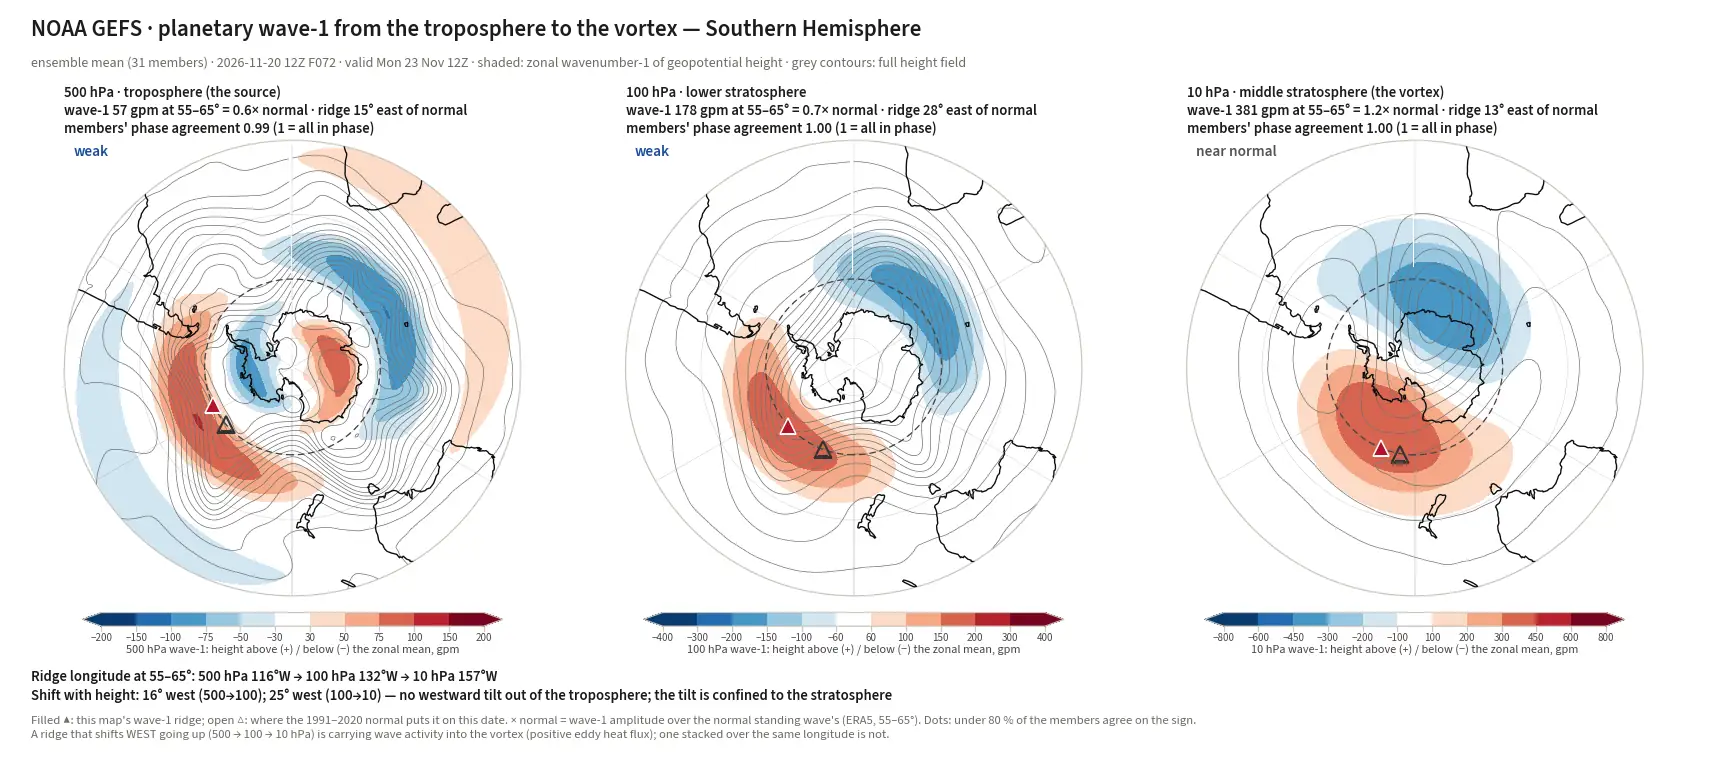 NOAA GEFS · planetary wave-1 from the troposphere to the vortex — Southern Hemisphere
ensemble mean (31 members) · 2026-11-20 12Z F072 · valid Mon 23 Nov 12Z · shaded: zonal wavenumber-1 of geopotential height · grey contours: full height field
500 hPa · troposphere (the source)
wave-1 57 gpm at 55–65° = 0.6× normal · ridge 15° east of normal
members' phase agreement 0.99 (1 = all in phase)
weak
100 hPa · lower stratosphere
wave-1 178 gpm at 55–65° = 0.7× normal · ridge 28° east of normal
members' phase agreement 1.00 (1 = all in phase)
weak
10 hPa · middle stratosphere (the vortex)
wave-1 381 gpm at 55–65° = 1.2× normal · ridge 13° east of normal
members' phase agreement 1.00 (1 = all in phase)
near normal
−200 −150 −100 −75 −50 −30 30 50 75 100 150 200
500 hPa wave-1: height above (+) / below (−) the zonal mean, gpm
−400 −300 −200 −150 −100 −60 60 100 150 200 300 400
100 hPa wave-1: height above (+) / below (−) the zonal mean, gpm
−800 −600 −450 −300 −200 −100 100 200 300 450 600 800
10 hPa wave-1: height above (+) / below (−) the zonal mean, gpm
Ridge longitude at 55–65°: 500 hPa 116°W → 100 hPa 132°W → 10 hPa 157°W
Shift with height: 16° west (500→100); 25° west (100→10) — no westward tilt out of the troposphere; the tilt is confined to the stratosphere
Filled ▲: this map's wave-1 ridge; open △: where the 1991–2020 normal puts it on this date. × normal = wave-1 amplitude over the normal standing wave's (ERA5, 55–65°). Dots: under 80 % of the members agree on the sign.
A ridge that shifts WEST going up (500 → 100 → 10 hPa) is carrying wave activity into the vortex (positive eddy heat flux); one stacked over the same longitude is not.